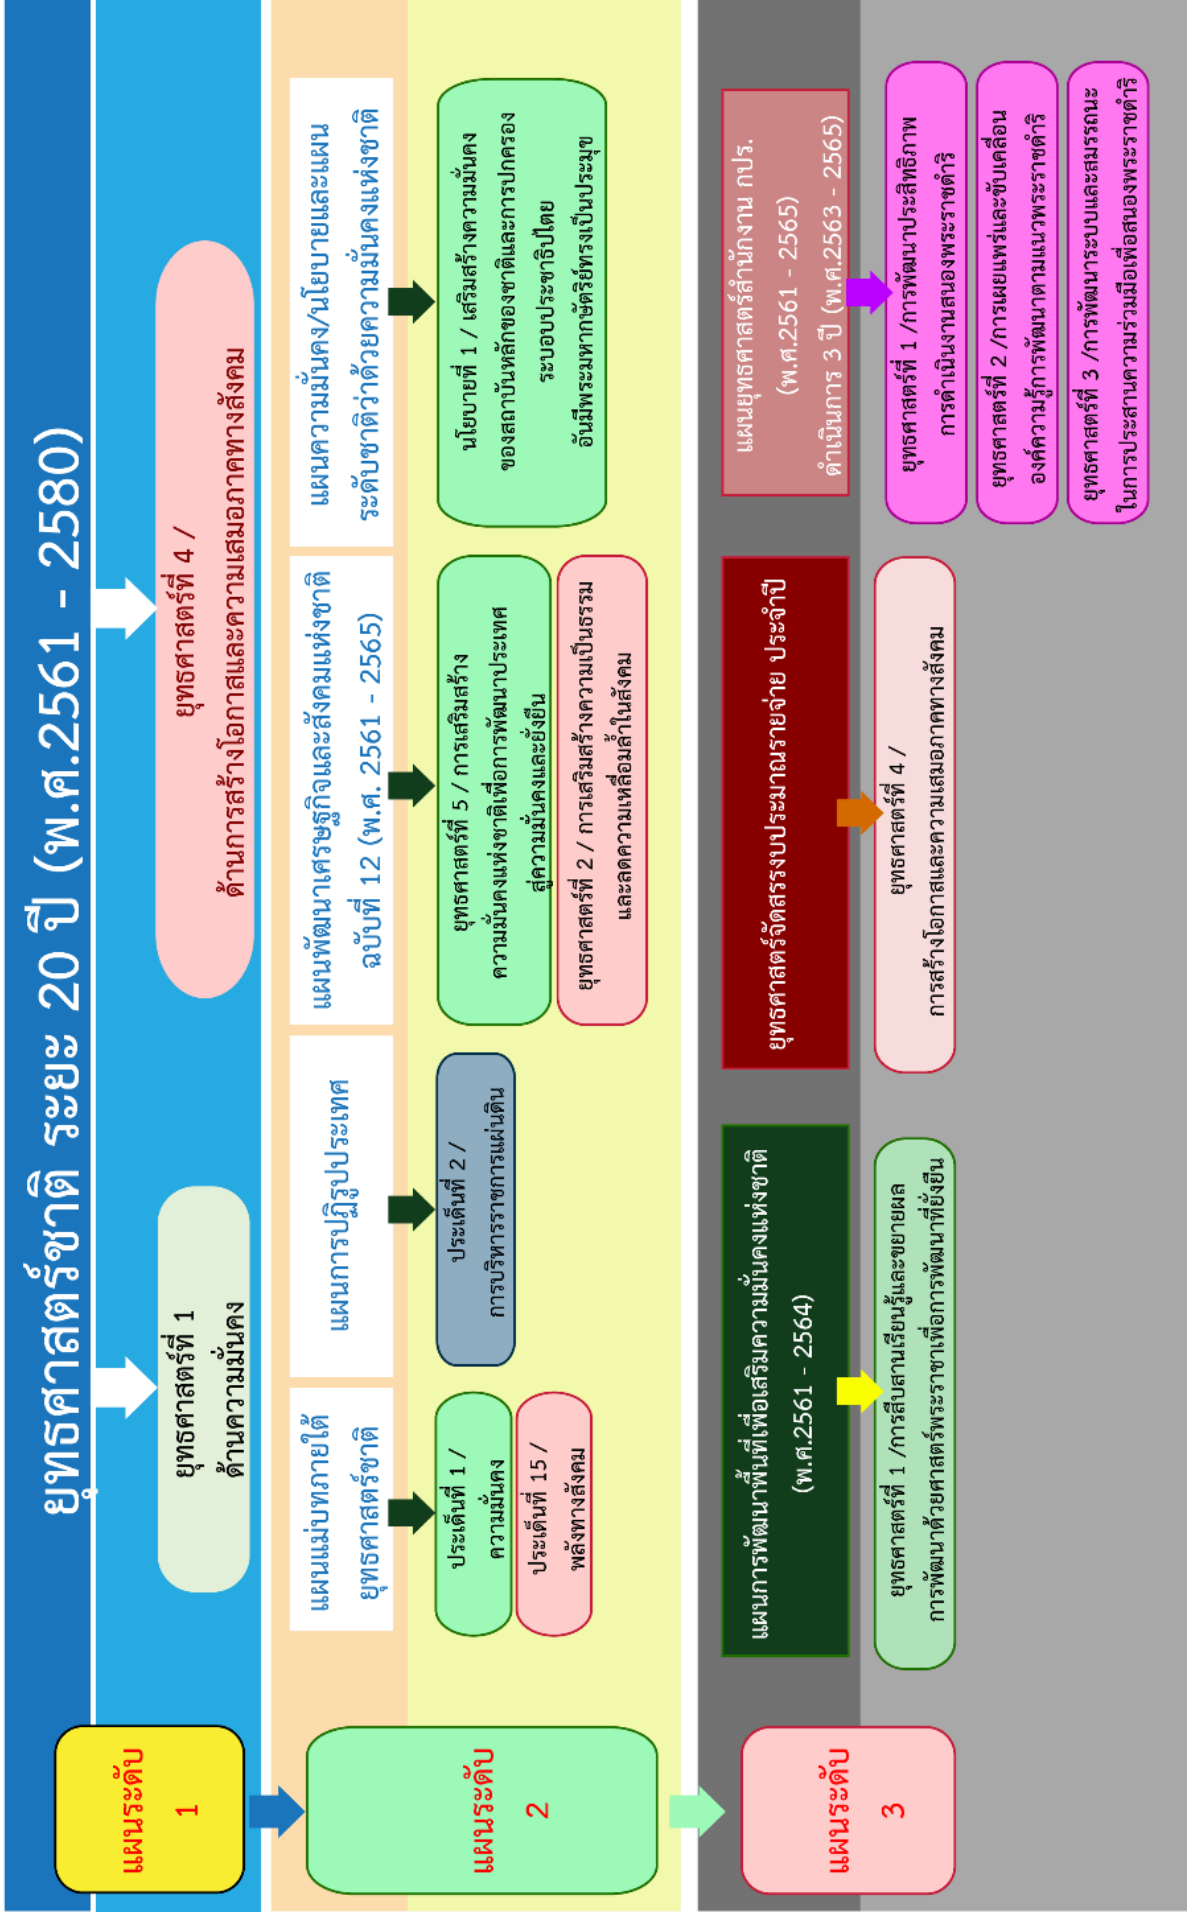 ยุทธศาสตร์ชาติ ระยะ 20 ปี (พ.ศ.2561 - 2580)
แผนระดับ
1
ยุทธศาสตร์ที่ 1
ด้านความมั่นคง
ยุทธศาสตร์ที่ 4 /
ด้านการสร้างโอกาสและความเสมอภาคทางสังคม
แผนระดับ
2
แผนแม่บทภายใต้
ยุทธศาสตร์ชาติ
ประเด็นที่ 1 /
ความมั่นคง
ประเด็นที่ 15 /
พลังทางสังคม
แผนการปฏิรูปประเทศ
ประเด็นที่ 2 /
การบริหารราชการแผ่นดิน
แผนพัฒนาเศรษฐกิจและสังคมแห่งชาติ
ฉบับที่ 12 (พ.ศ. 2561 - 2565)
ยุทธศาสตร์ที่ 5 / การเสริมสร้าง
ความมั่นคงแห่งชาติเพื่อการพัฒนาประเทศ
สู่ความมั่นคงและยั่งยืน
ยุทธศาสตร์ที่ 2 / การเสริมสร้างความเป็นธรรม
และลดความเหลื่อมล้ำในสังคม
แผนความมั่นคง/นโยบายและแผน
ระดับชาติว่าด้วยความมั่นคงแห่งชาติ
นโยบายที่ 1 / เสริมสร้างความมั่นคง
ของสถาบันหลักของชาติและการปกครอง
ระบอบประชาธิปไตย
อันมีพระมหากษัตริย์ทรงเป็นประมุข
แผนระดับ
3
แผนการพัฒนาพื้นที่เพื่อเสริมความมั่นคงแห่งชาติ
(พ.ศ.2561 - 2564)
ยุทธศาสตร์ที่ 1 /การสืบสานเรียนรู้และขยายผล
การพัฒนาด้วยศาสตร์พระราชาเพื่อการพัฒนาที่ยั่งยืน
ยุทธศาสตร์จัดสรรงบประมาณรายจ่าย ประจำปี
ยุทธศาสตร์ที่ 4 /
การสร้างโอกาสและความเสมอภาคทางสังคม
แผนยุทธศาสตร์สำนักงาน กปร.
(พ.ศ.2561 - 2565)
ดำเนินการ 3 ปี (พ.ศ.2563 - 2565)
ยุทธศาสตร์ที่ 1 /การพัฒนาประสิทธิภาพ
การดำเนินงานสนองพระราชดำริ
ยุทธศาสตร์ที่ 2 /การเผยแพร่และขับเคลื่อน
องค์ความรู้การพัฒนาตามแนวพระราชดำริ
ยุทธศาสตร์ที่ 3 /การพัฒนาระบบและสมรรถนะ
ในการประสานความร่วมมือเพื่อสนองพระราชดำริ